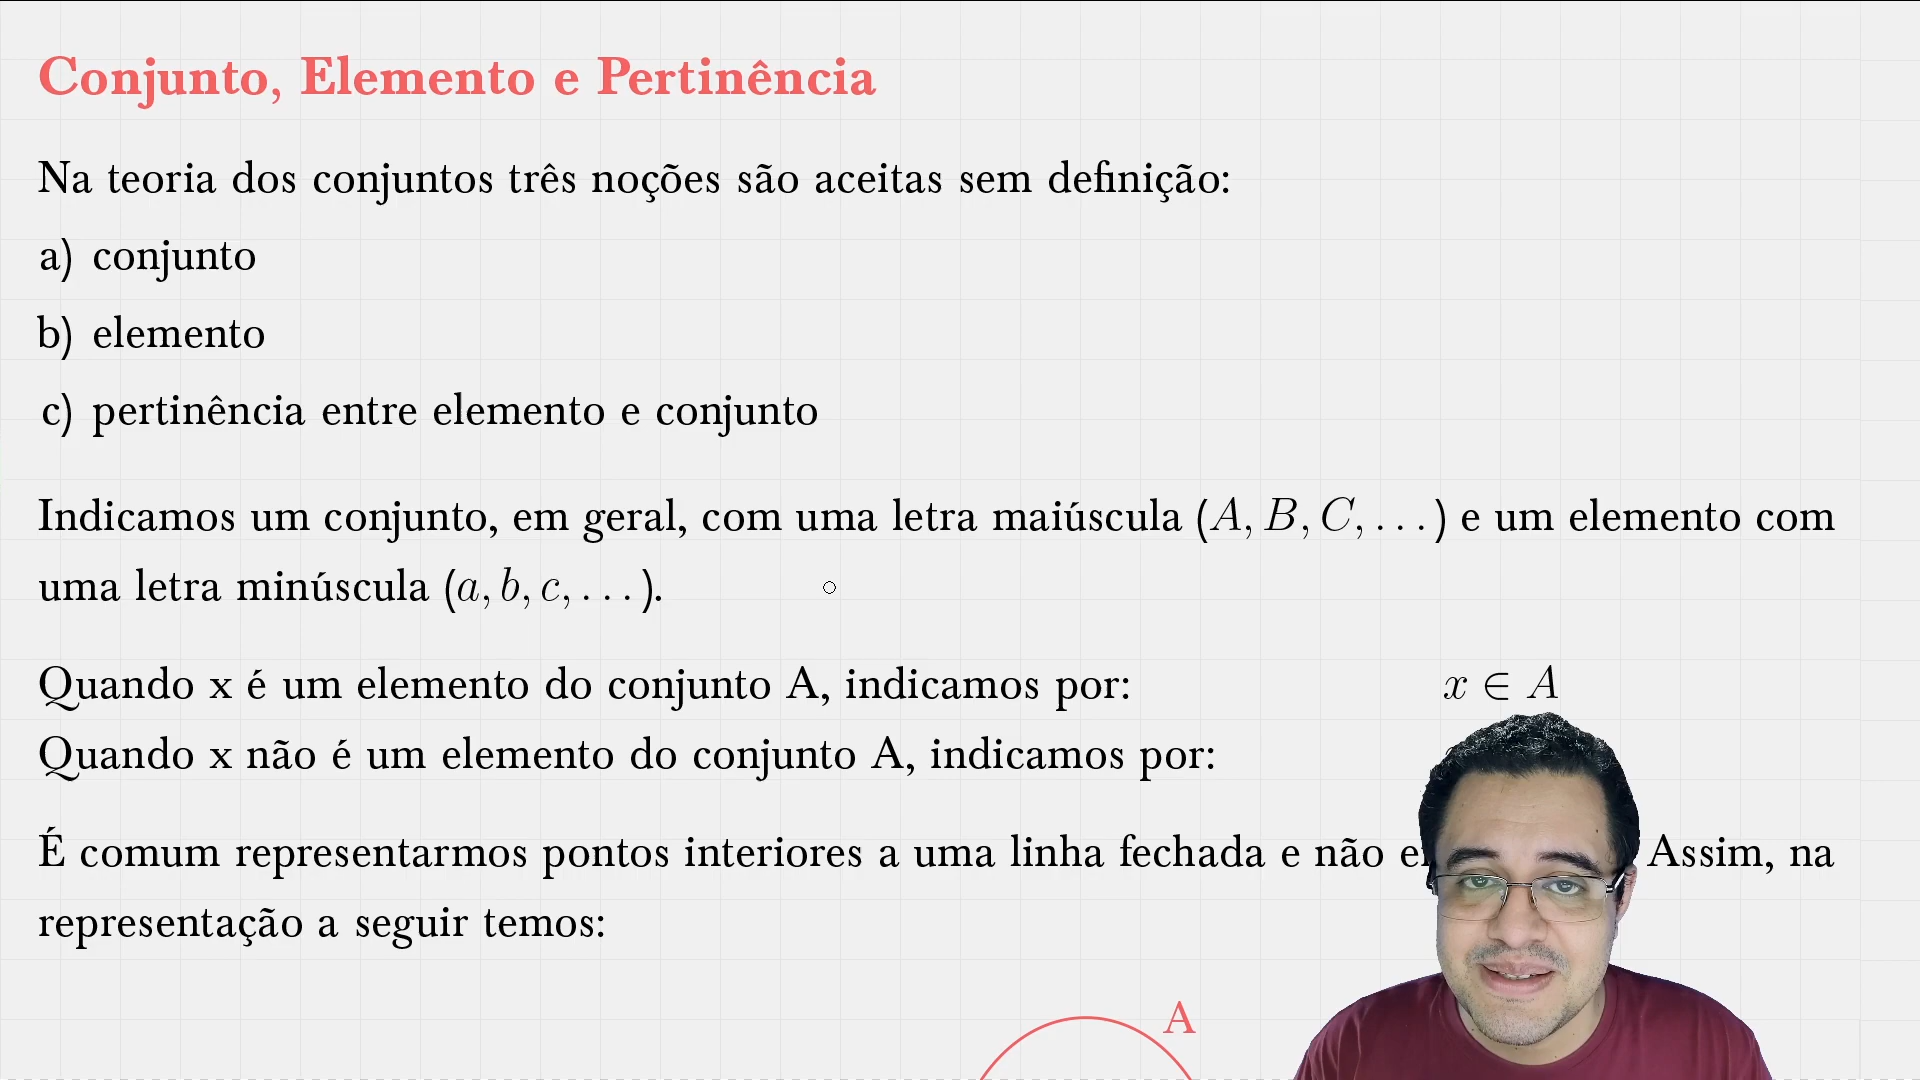 Conjunto, Elemento e Pertinência
Na teoria dos conjuntos três noções são aceitas sem definição:
a) conjunto
b) elemento
c) pertinência entre elemento e conjunto
Indicamos um conjunto, em geral, com uma letra maiúscula (A, B, C, . . . ) e um elemento com
uma letra minúscula (a, b, c, . . . ).
Quando x é um elemento do conjunto A, indicamos por: x ∈ A
Quando x não é um elemento do conjunto A, indicamos por:
É comum representarmos pontos interiores a uma linha fechada e não Assim, na
representação a seguir temos:
A